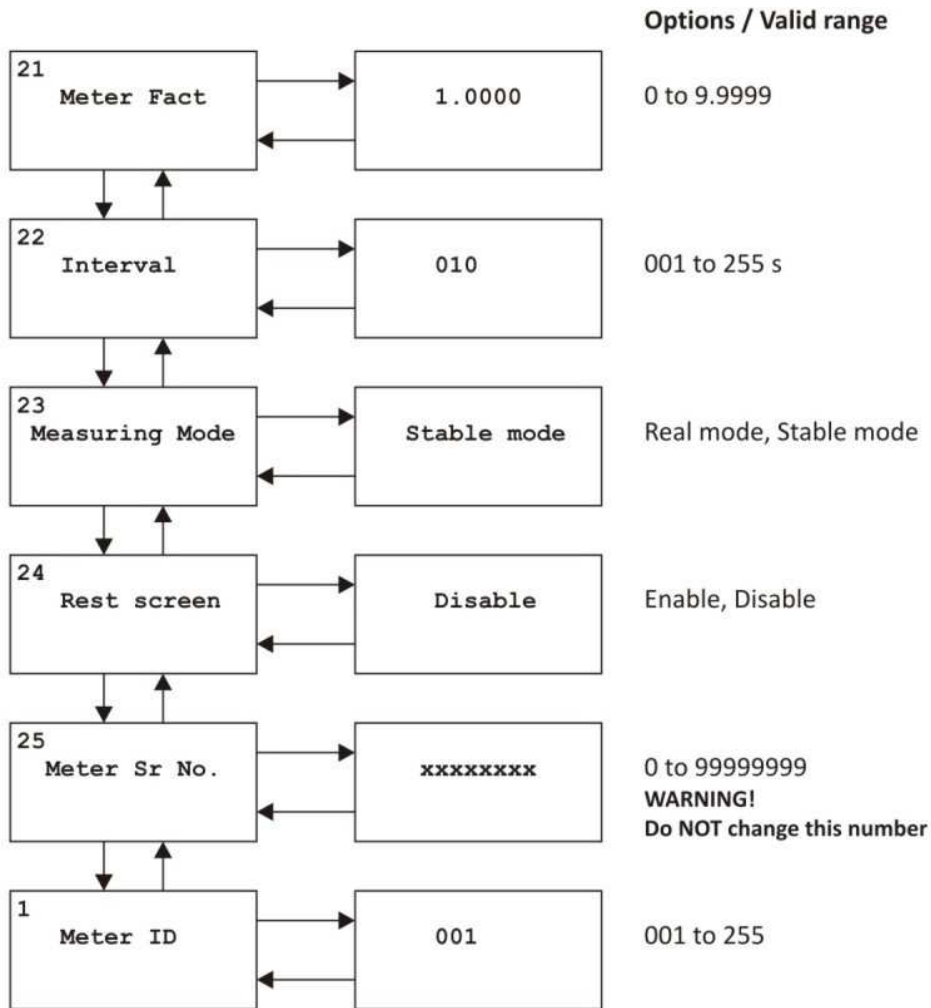 Options / Valid range
21
Meter Fact
1.0000
0 to 9.9999
22
Interval
010
001 to 255 s
23
Measuring Mode
Stable mode
Real mode, Stable mode
24
Rest screen
Disable
Enable, Disable
25
Meter Sr No.
xxxxxxxx
0 to 99999999
WARNING!
Do NOT change this number
1
Meter ID
001
001 to 255